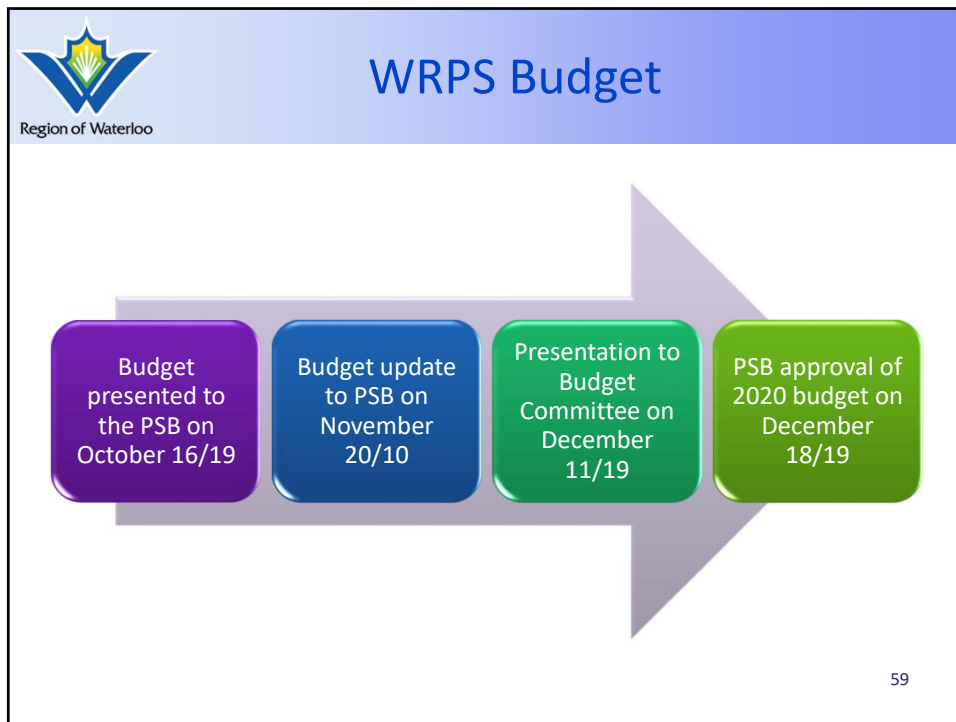 Region of Waterloo
WRPS Budget
Budget
presented to
the PSB on
October 16/19
Budget update
to PSB on
November
20/10
Presentation to
Budget
Committee on
December
11/19
PSB approval of
2020 budget on
December
18/19
59